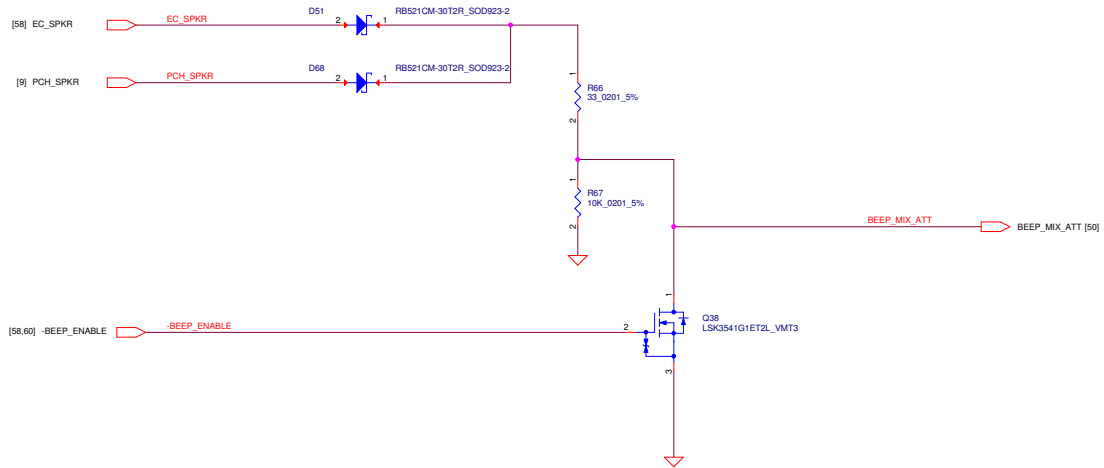 D51
RB521CM-30T2R_SOD923-2
[58] EC_SPKR
EC_SPKR
2
1
D68
RB521CM-30T2R_SOD923-2
[9] PCH_SPKR
PCH_SPKR
2
1
1
R66
33_0201_5%
2
1
R67
10K_0201_5%
2
BEEP_MIX_ATT
BEEP_MIX_ATT [50]
1
[58,60] -BEEP_ENABLE
-BEEP_ENABLE
2
Q38
LSK3541G1ET2L_VMT3
3